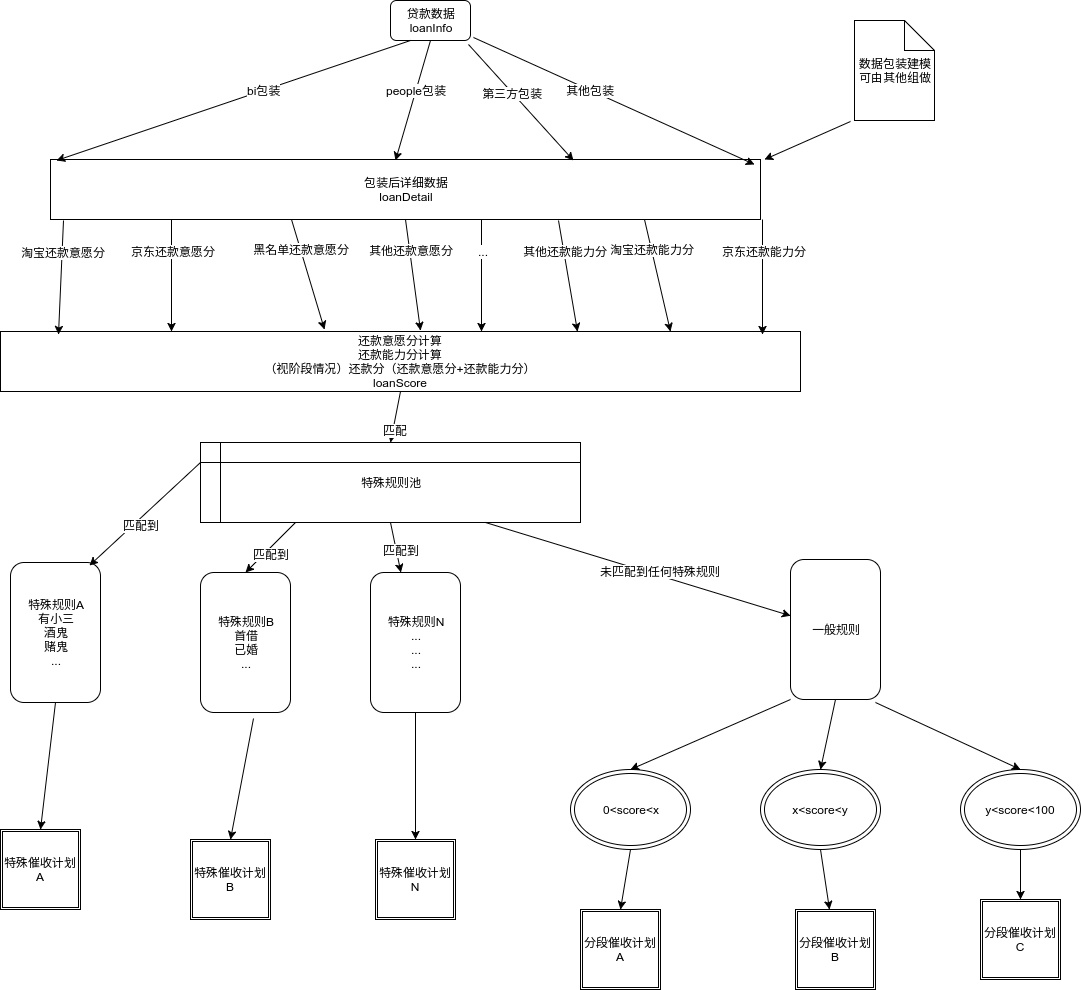 贷款数据
loanInfo
数据包装建模
可由其他组做
bi包装
people包装
第三方包装
其他包装
包装后详细数据
loanDetail
淘宝还款意愿分
京东还款意愿分
黑名单还款意愿分
其他还款意愿分
...
其他还款能力分
淘宝还款能力分
京东还款能力分
还款意愿分计算
还款能力分计算
（视阶段情况）还款分（还款意愿分+还款能力分）
loanScore
匹配
特殊规则池
匹配到
匹配到
匹配到
未匹配到任何特殊规则
特殊规则A
有小三
酒鬼
赌鬼
...
特殊规则B
首借
已婚
...
特殊规则N
...
...
...
一般规则
0<score<x
x<score<y
y<score<100
特殊催收计划
A
特殊催收计划
B
特殊催收计划
N
分段催收计划
A
分段催收计划
B
分段催收计划
C